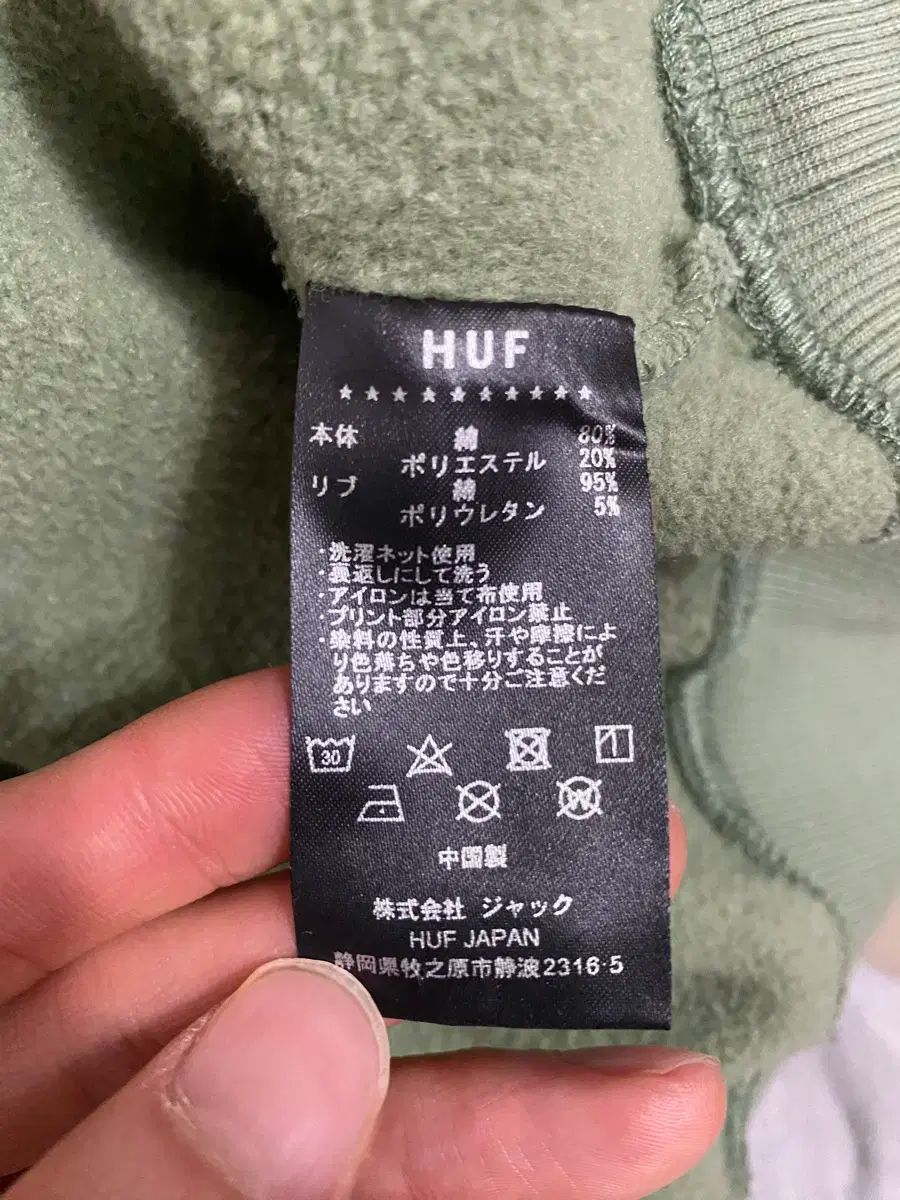 HUF
本体 綿 80%
ポリエステル 20%
リブ 綿 95%
ポリウレタン 5%
・洗濯ネット使用
・裏返しにして洗う
・アイロンは当て布使用
・プリント部分アイロン禁止
・染料の性質上、汗や摩擦によ
り色落ちや色移りすることが
ありますので十分ご注意くだ
さい
30
W
中国製
株式会社 ジャック
HUF JAPAN
静岡県牧之原市静波2316-5